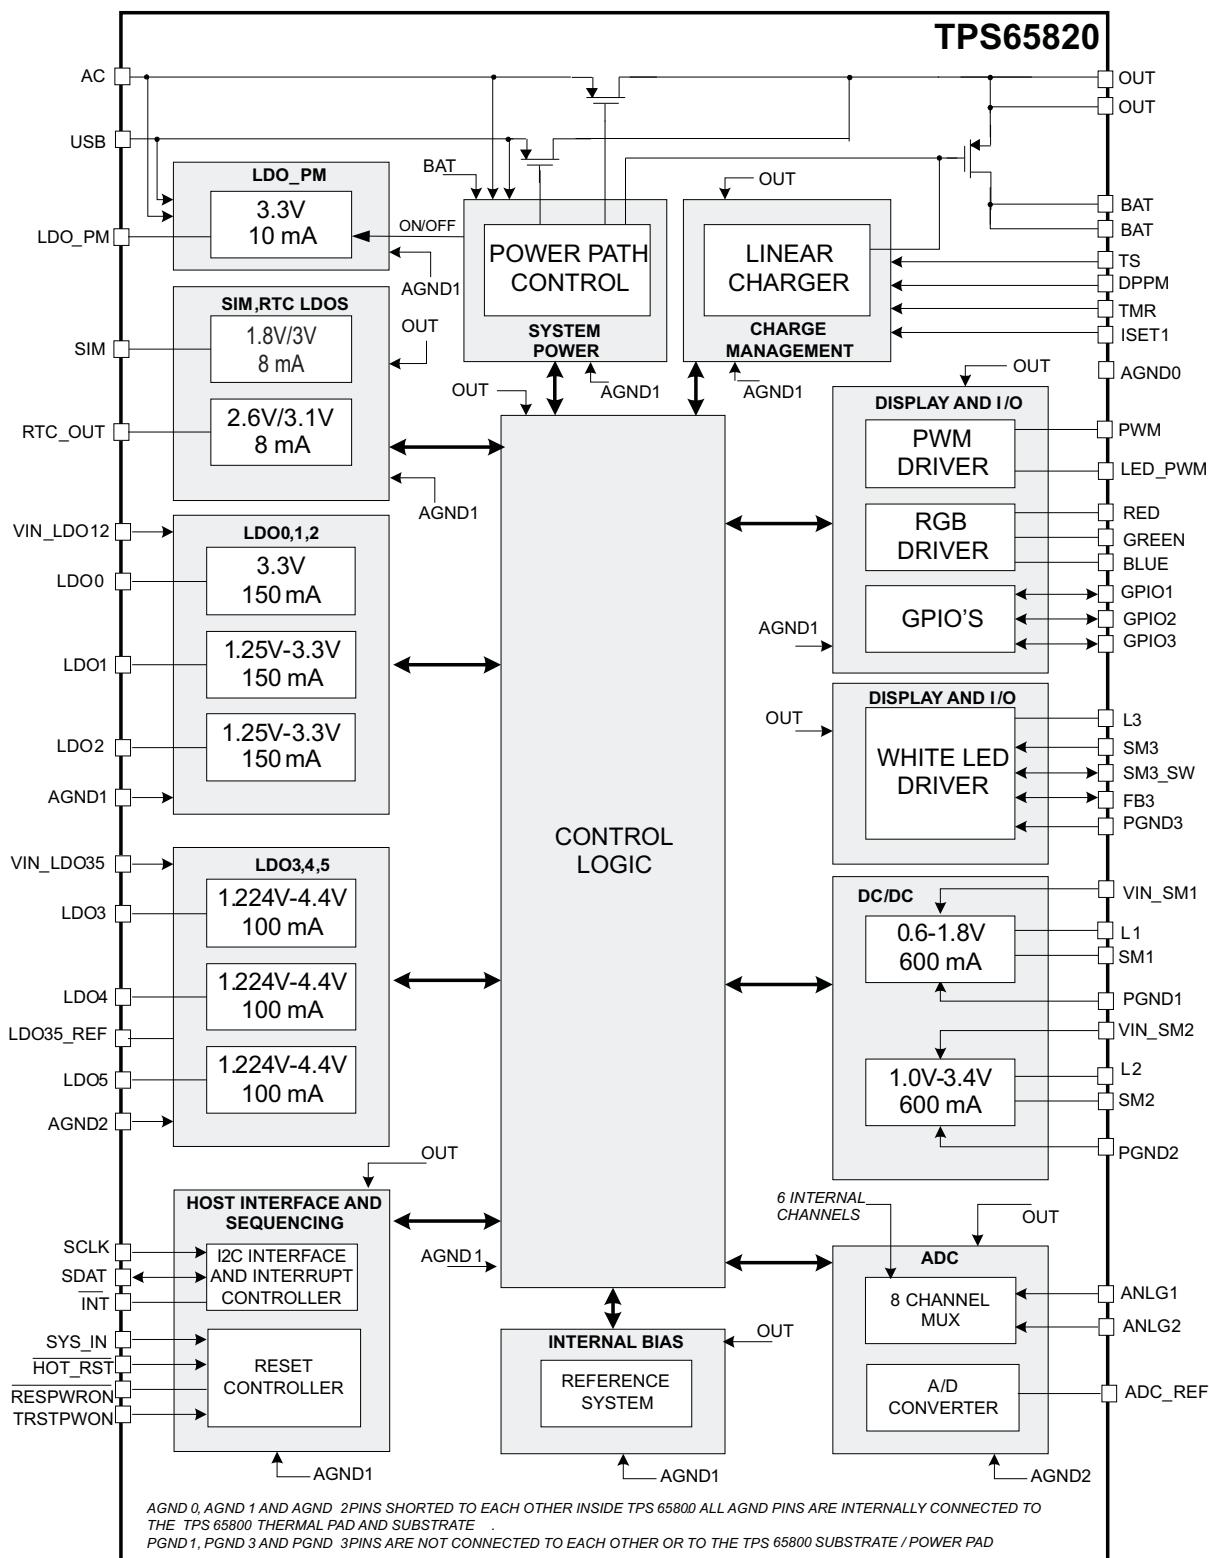 TPS65820
AC
USB
LDO_PM
SIM
RTC_OUT
VIN_LDO12
LDO0
LDO1
LDO2
AGND1
VIN_LDO35
LDO3
LDO4
LDO35_REF
LDO5
AGND2
SCLK
SDAT
INT
SYS_IN
HOT_RST
RESPWRON
TRSTPWON
LDO_PM
3.3V
10 mA
ON/OFF
AGND1
SIM,RTC LDOS
1.8V/3V
8 mA
2.6V/3.1V
8 mA
OUT
AGND1
LDO0,1,2
3.3V
150 mA
1.25V-3.3V
150 mA
1.25V-3.3V
150 mA
LDO3,4,5
1.224V-4.4V
100 mA
1.224V-4.4V
100 mA
1.224V-4.4V
100 mA
OUT
HOST INTERFACE AND
SEQUENCING
I2C INTERFACE
AND INTERRUPT
CONTROLLER
RESET
CONTROLLER
AGND1
BAT
POWER PATH
CONTROL
SYSTEM
POWER
AGND1
OUT
LINEAR
CHARGER
CHARGE
MANAGEMENT
AGND1
OUT
CONTROL
LOGIC
AGND1
INTERNAL BIAS
REFERENCE
SYSTEM
OUT
AGND1
OUT
DISPLAY AND I/O
PWM
DRIVER
RGB
DRIVER
GPIO'S
AGND1
DISPLAY AND I/O
OUT
WHITE LED
DRIVER
DC/DC
0.6-1.8V
600 mA
1.0V-3.4V
600 mA
6 INTERNAL
CHANNELS
OUT
ADC
8 CHANNEL
MUX
A/D
CONVERTER
AGND2
OUT
OUT
BAT
BAT
TS
DPPM
TMR
ISET1
AGND0
PWM
LED_PWM
RED
GREEN
BLUE
GPIO1
GPIO2
GPIO3
L3
SM3
SM3_SW
FB3
PGND3
VIN_SM1
L1
SM1
PGND1
VIN_SM2
L2
SM2
PGND2
ANLG1
ANLG2
ADC_REF
AGND 0, AGND 1 AND AGND 2PINS SHORTED TO EACH OTHER INSIDE TPS 65800 ALL AGND PINS ARE INTERNALLY CONNECTED TO
THE TPS 65800 THERMAL PAD AND SUBSTRATE .
PGND 1, PGND 3 AND PGND 3PINS ARE NOT CONNECTED TO EACH OTHER OR TO THE TPS 65800 SUBSTRATE / POWER PAD